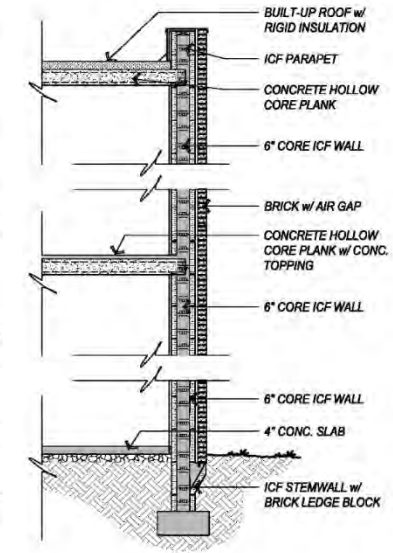 BUILT-UP ROOF w/
RIGID INSULATION
ICF PARAPET
CONCRETE HOLLOW
CORE PLANK
6" CORE ICF WALL
BRICK w/ AIR GAP
CONCRETE HOLLOW
CORE PLANK w/ CONC.
TOPPING
6" CORE ICF WALL
6" CORE ICF WALL
4" CONC. SLAB
ICF STEMWALL w/
BRICK LEDGE BLOCK